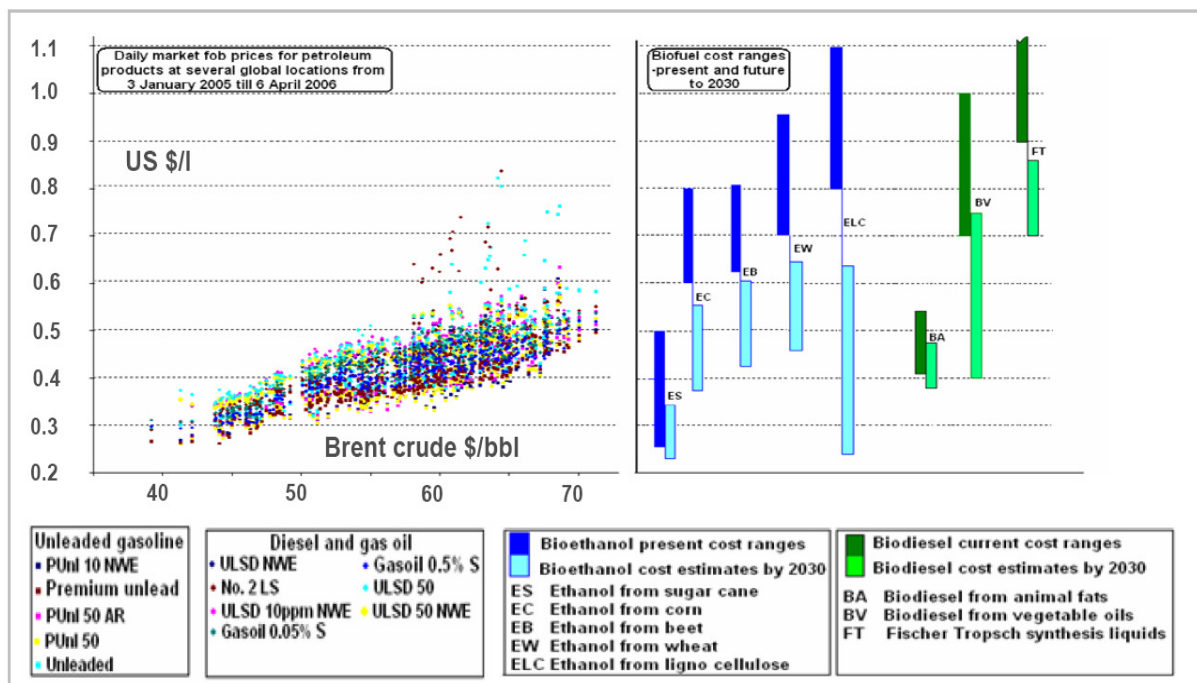 1.1
1.0
0.9
0.8
0.7
0.6
0.5
0.4
0.3
0.2
Daily market fob prices for petroleum
products at several global locations from
3 January 2005 till 6 April 2006
US $/l
Brent crude $/bbl
40 50 60 70
Biofuel cost ranges
-present and future
to 2030
ES
EC
EB
EW
ELC
BA
BV
FT
Unleaded gasoline
PUnl 10 NWE
Premium unlead
PUnl 50 AR
PUnl 50
Unleaded
Diesel and gas oil
ULSD NWE
No. 2 LS
ULSD 10ppm NWE
Gasoil 0.05% S
Gasoil 0.5% S
ULSD 50
ULSD 50 NWE
Bioethanol present cost ranges
Bioethanol cost estimates by 2030
ES Ethanol from sugar cane
EC Ethanol from corn
EB Ethanol from beet
EW Ethanol from wheat
ELC Ethanol from ligno cellulose
Biodiesel current cost ranges
Biodiesel cost estimates by 2030
BA Biodiesel from animal fats
BV Biodiesel from vegetable oils
FT Fischer Tropsch synthesis liquids